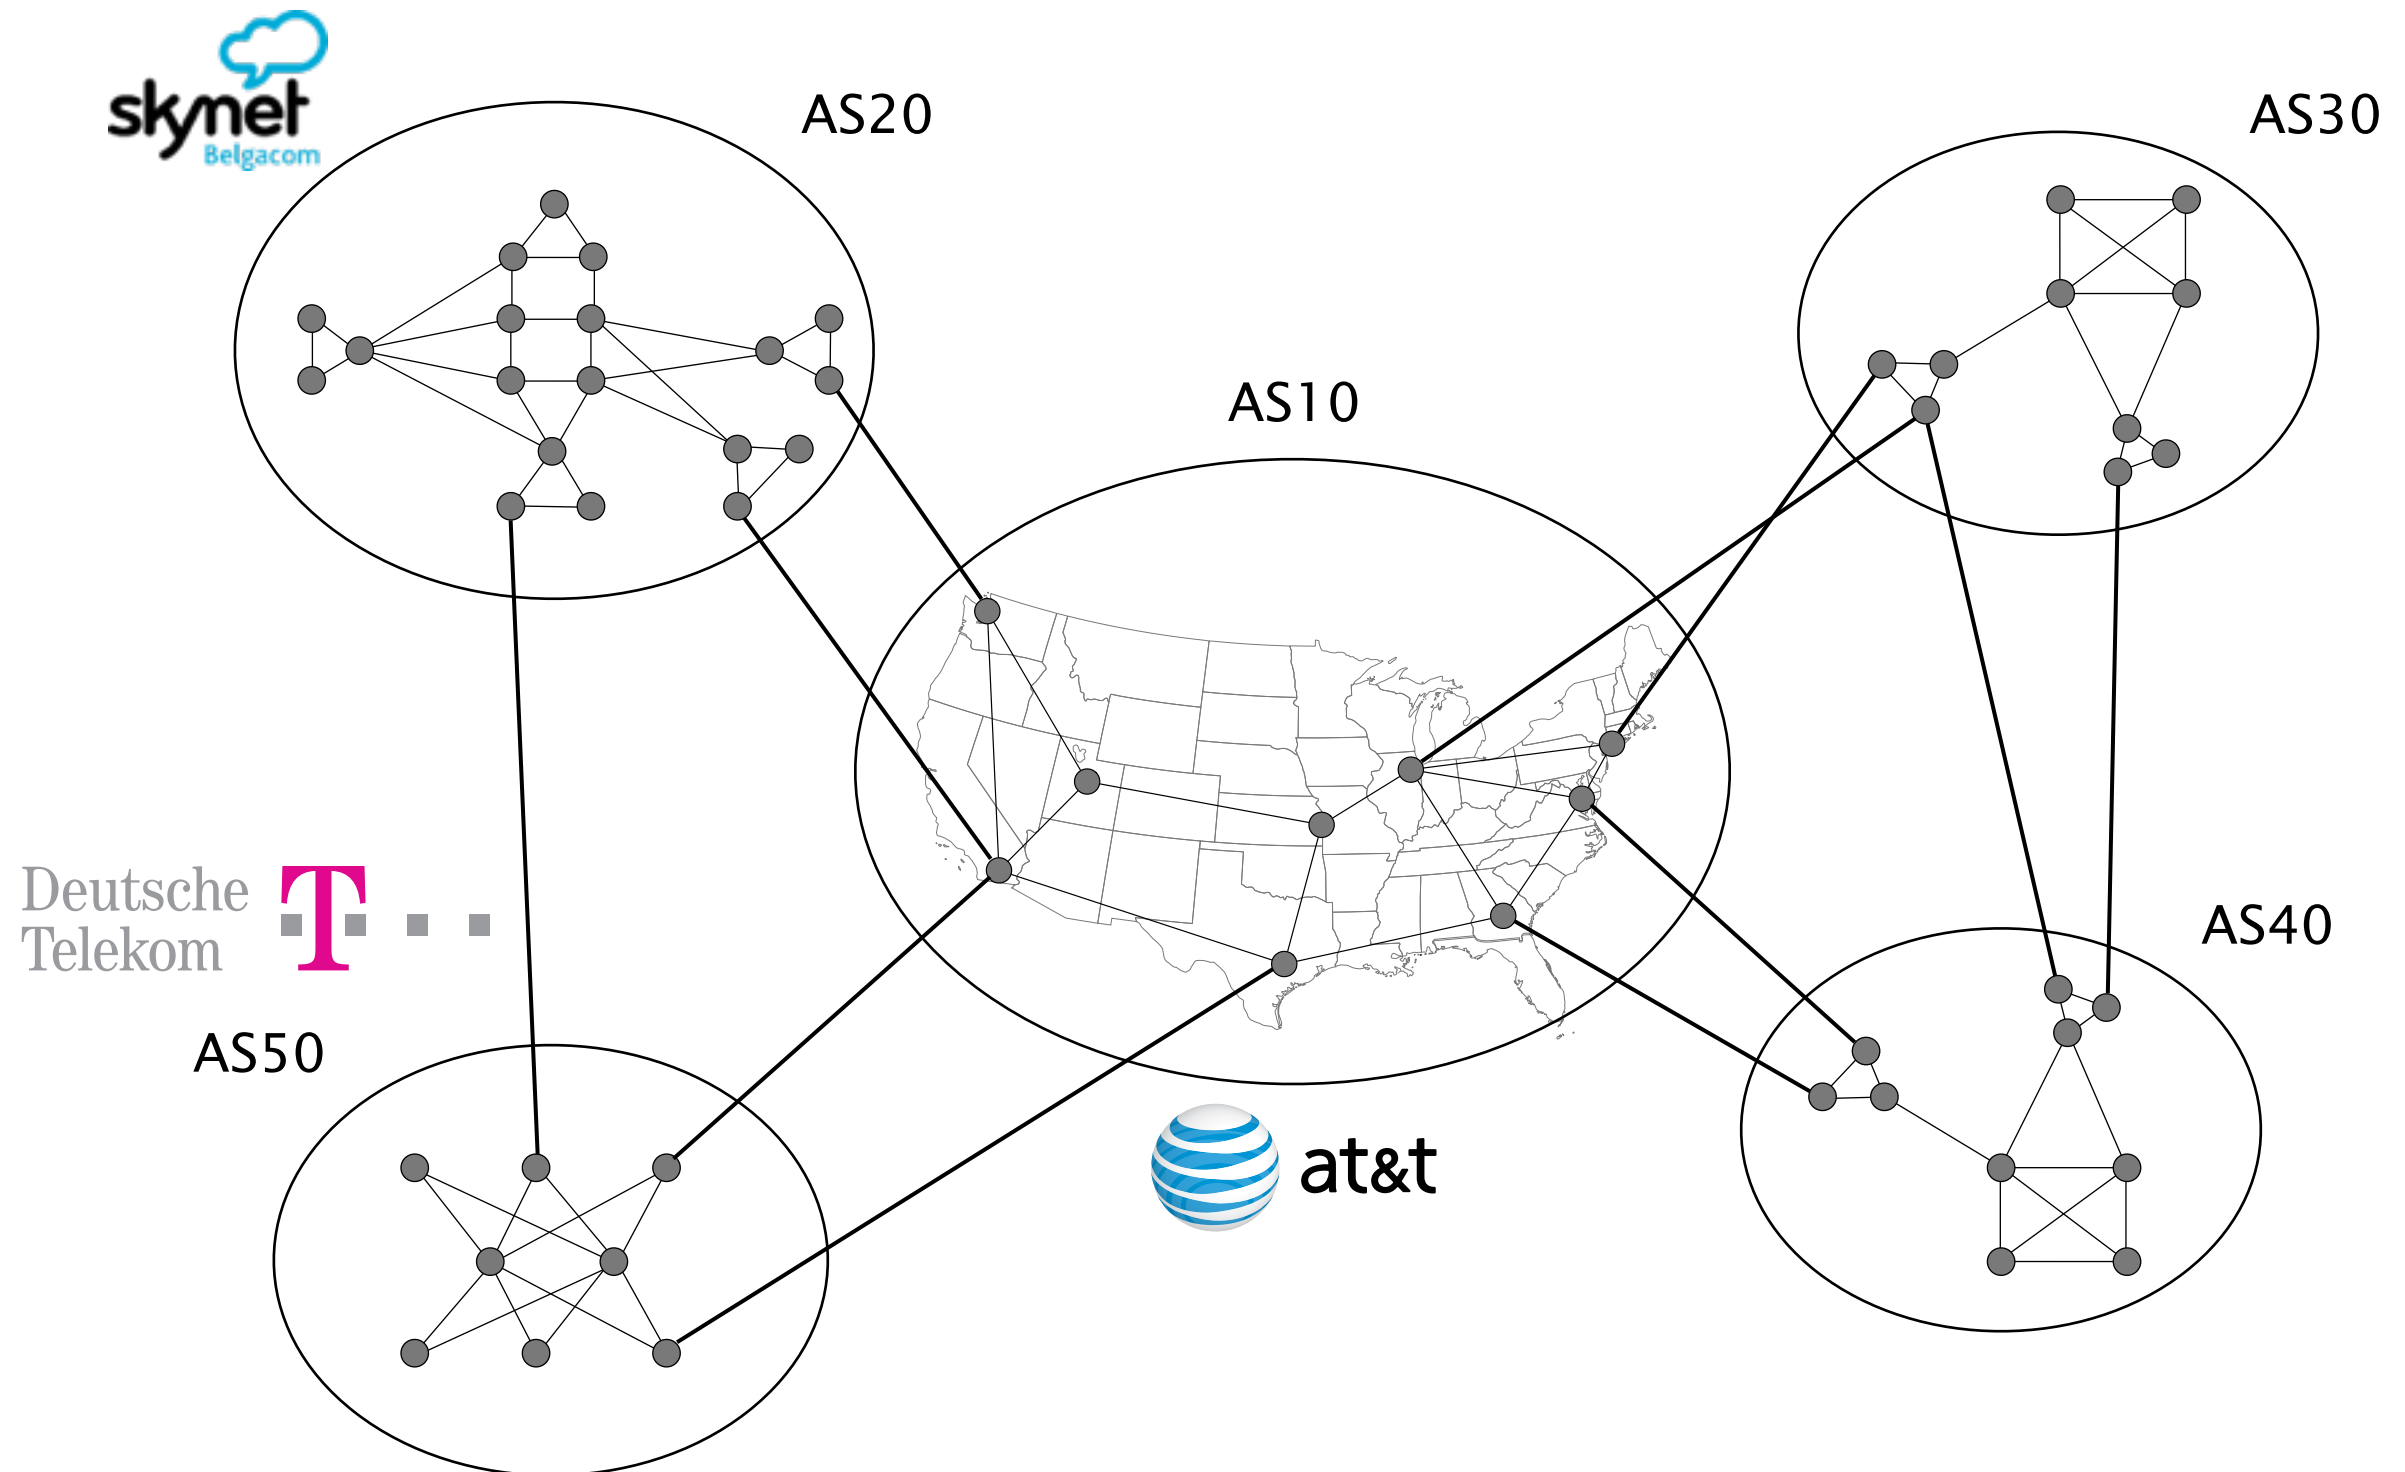 skynet
Belgacom
AS20
AS30
AS10
Deutsche
Telekom
T
AS40
AS50
at&t